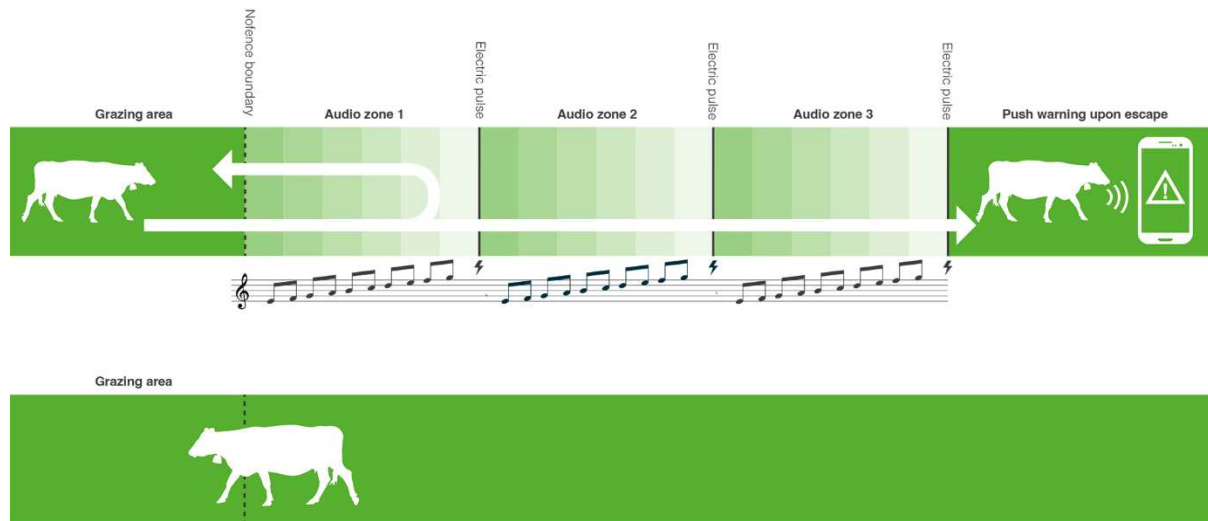 Nofence boundary
Electric pulse
Electric pulse
Electric pulse
Grazing area
Audio zone 1
Audio zone 2
Audio zone 3
Push warning upon escape
Grazing area